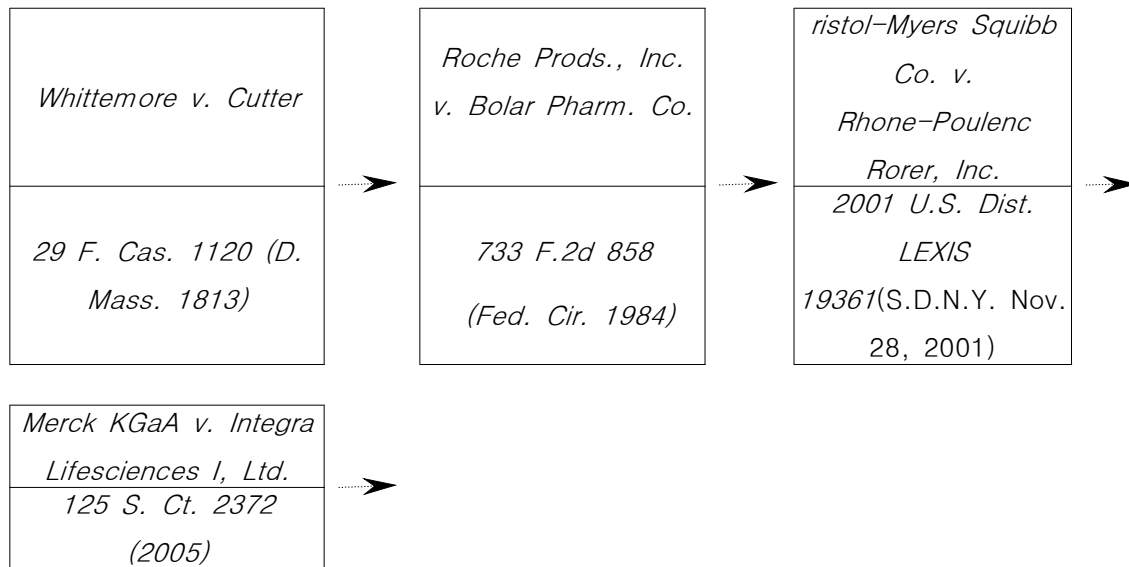 Whittemore v. Cutter
29 F. Cas. 1120 (D.
Mass. 1813)
Roche Prods., Inc.
v. Bolar Pharm. Co.
733 F.2d 858
(Fed. Cir. 1984)
ristol-Myers Squibb
Co. v.
Rhone-Poulenc
Rorer, Inc.
2001 U.S. Dist.
LEXIS
19361(S.D.N.Y. Nov.
28, 2001)
Merck KGaA v. Integra
Lifesciences I, Ltd.
125 S. Ct. 2372
(2005)